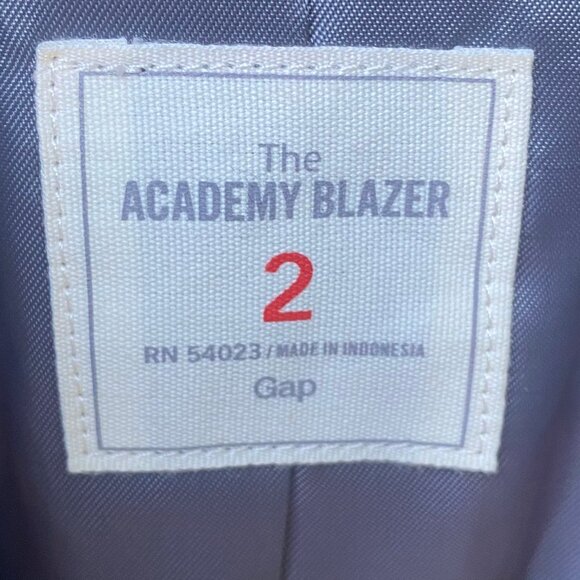 The
ACADEMY BLAZER
2
RN 54023 / MADE IN INDONESIA
Gap